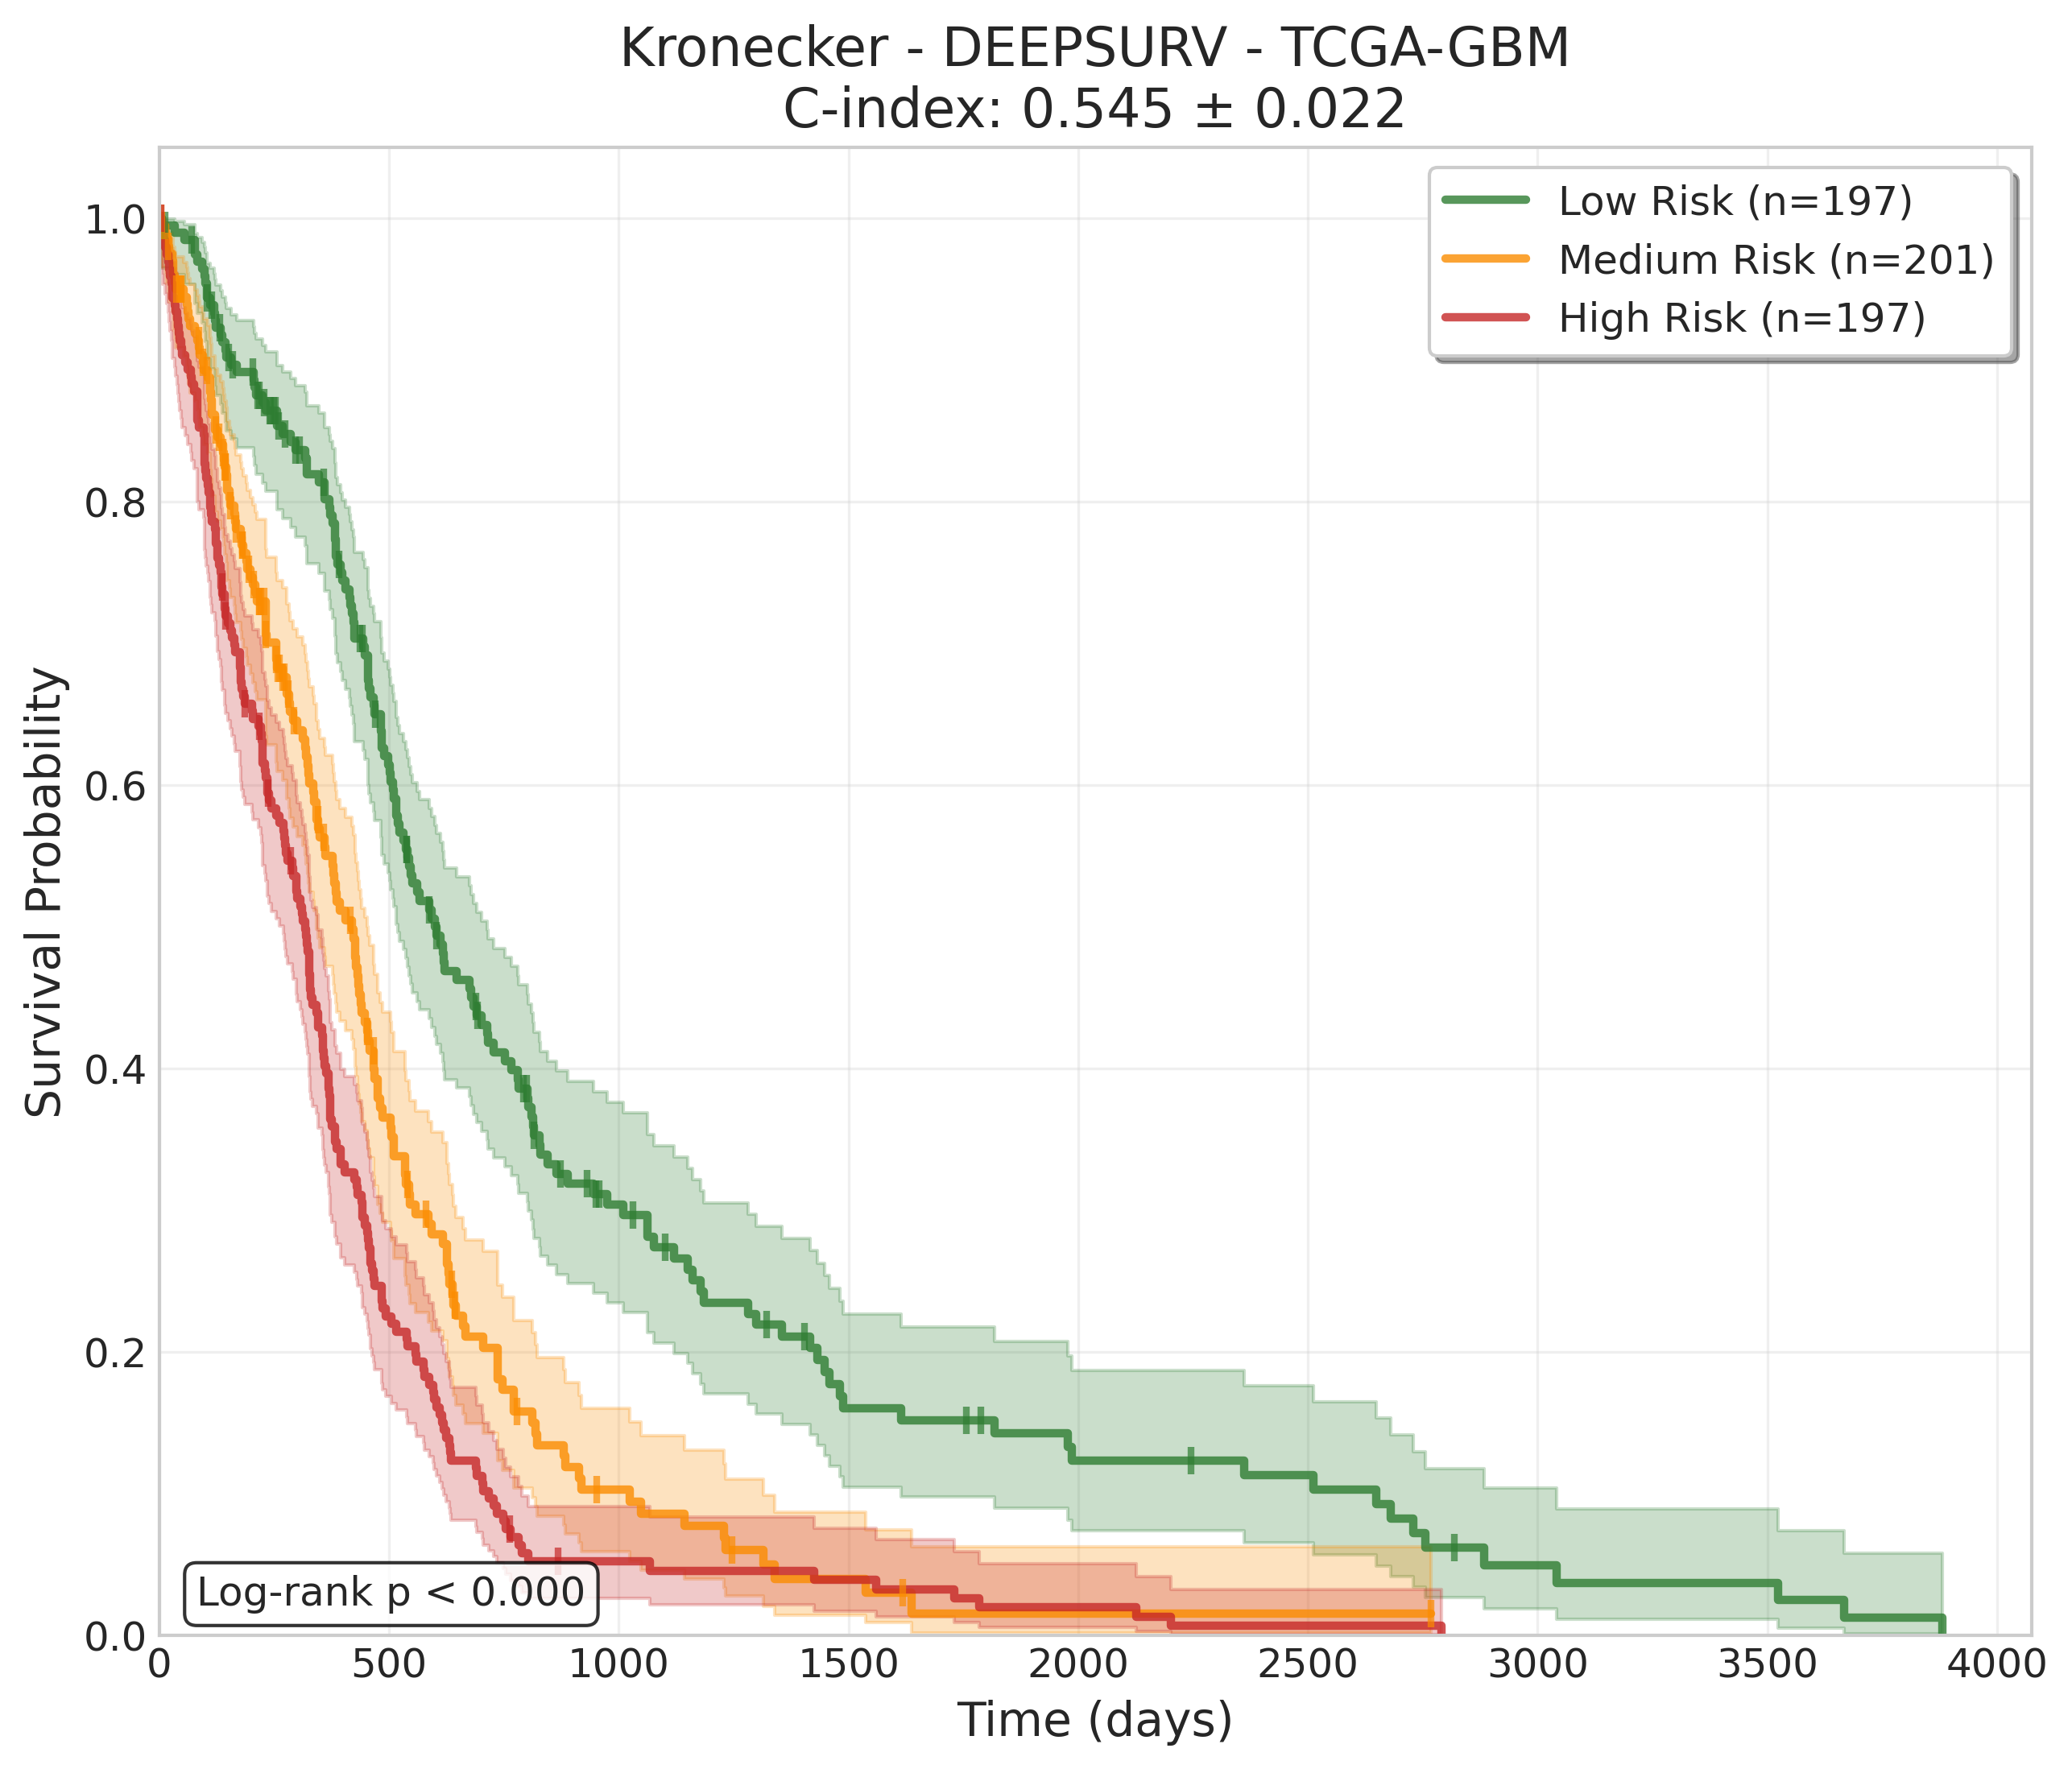 Kronecker - DEEPSURV - TCGA-GBM
C-index: 0.545 ± 0.022
Low Risk (n=197)
Medium Risk (n=201)
High Risk (n=197)
Survival Probability
1.0
0.8
0.6
0.4
0.2
0.0
Log-rank p < 0.000
0 500 1000 1500 2000 2500 3000 3500 4000
Time (days)